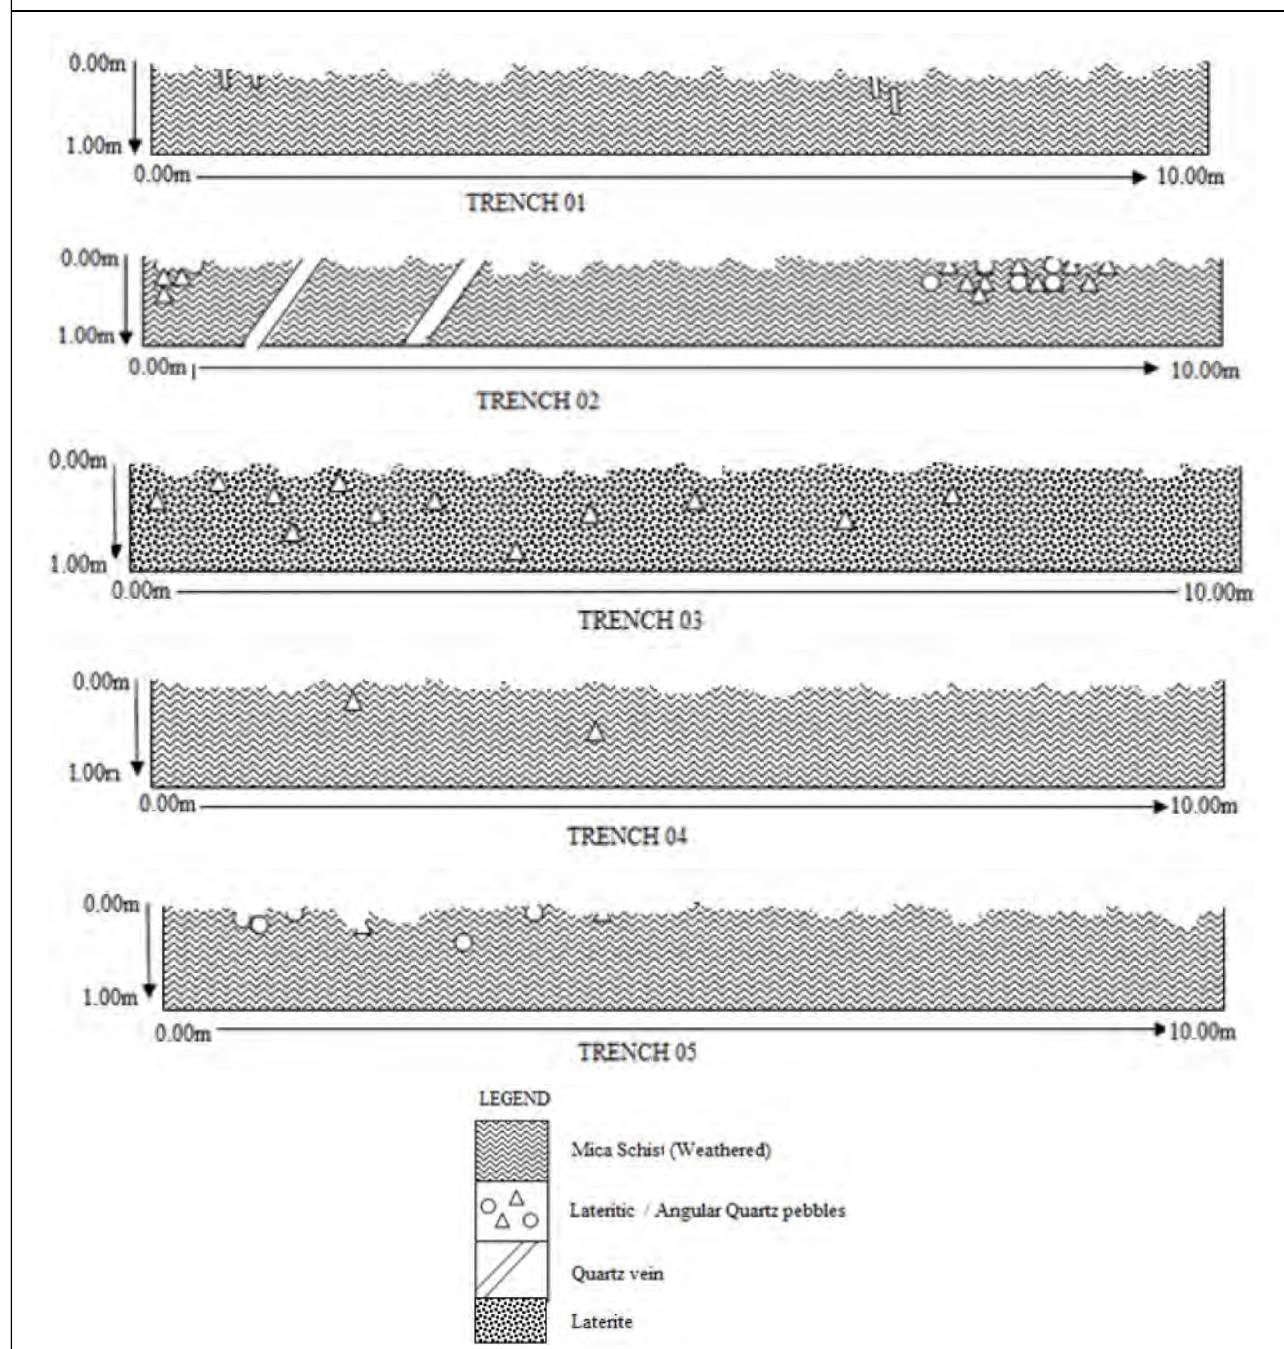 0.00m
1.00m
0.00m 10.00m
TRENCH 01
0.00m
1.00m
0.00m 10.00m
TRENCH 02
0.00m
1.00m
0.00m 10.00m
TRENCH 03
0.00m
1.00m
0.00m 10.00m
TRENCH 04
0.00m
1.00m
0.00m 10.00m
TRENCH 05
LEGEND
Mica Schist (Weathered)
Lateritic / Angular Quartz pebbles
Quartz vein
Laterite